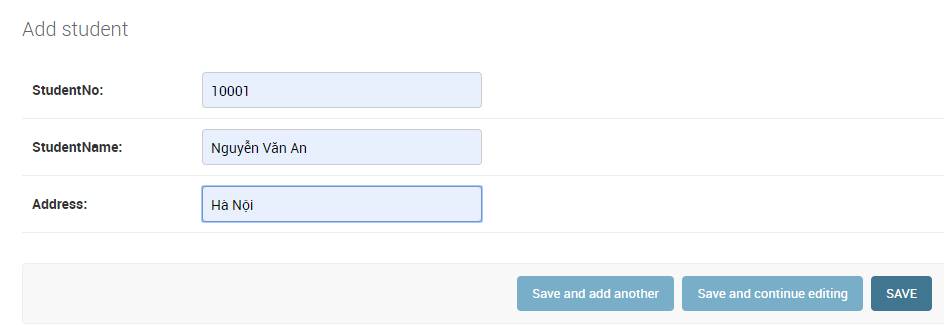 Add student
StudentNo: 10001
StudentName: Nguyễn Văn An
Address: Hà Nội
Save and add another Save and continue editing SAVE